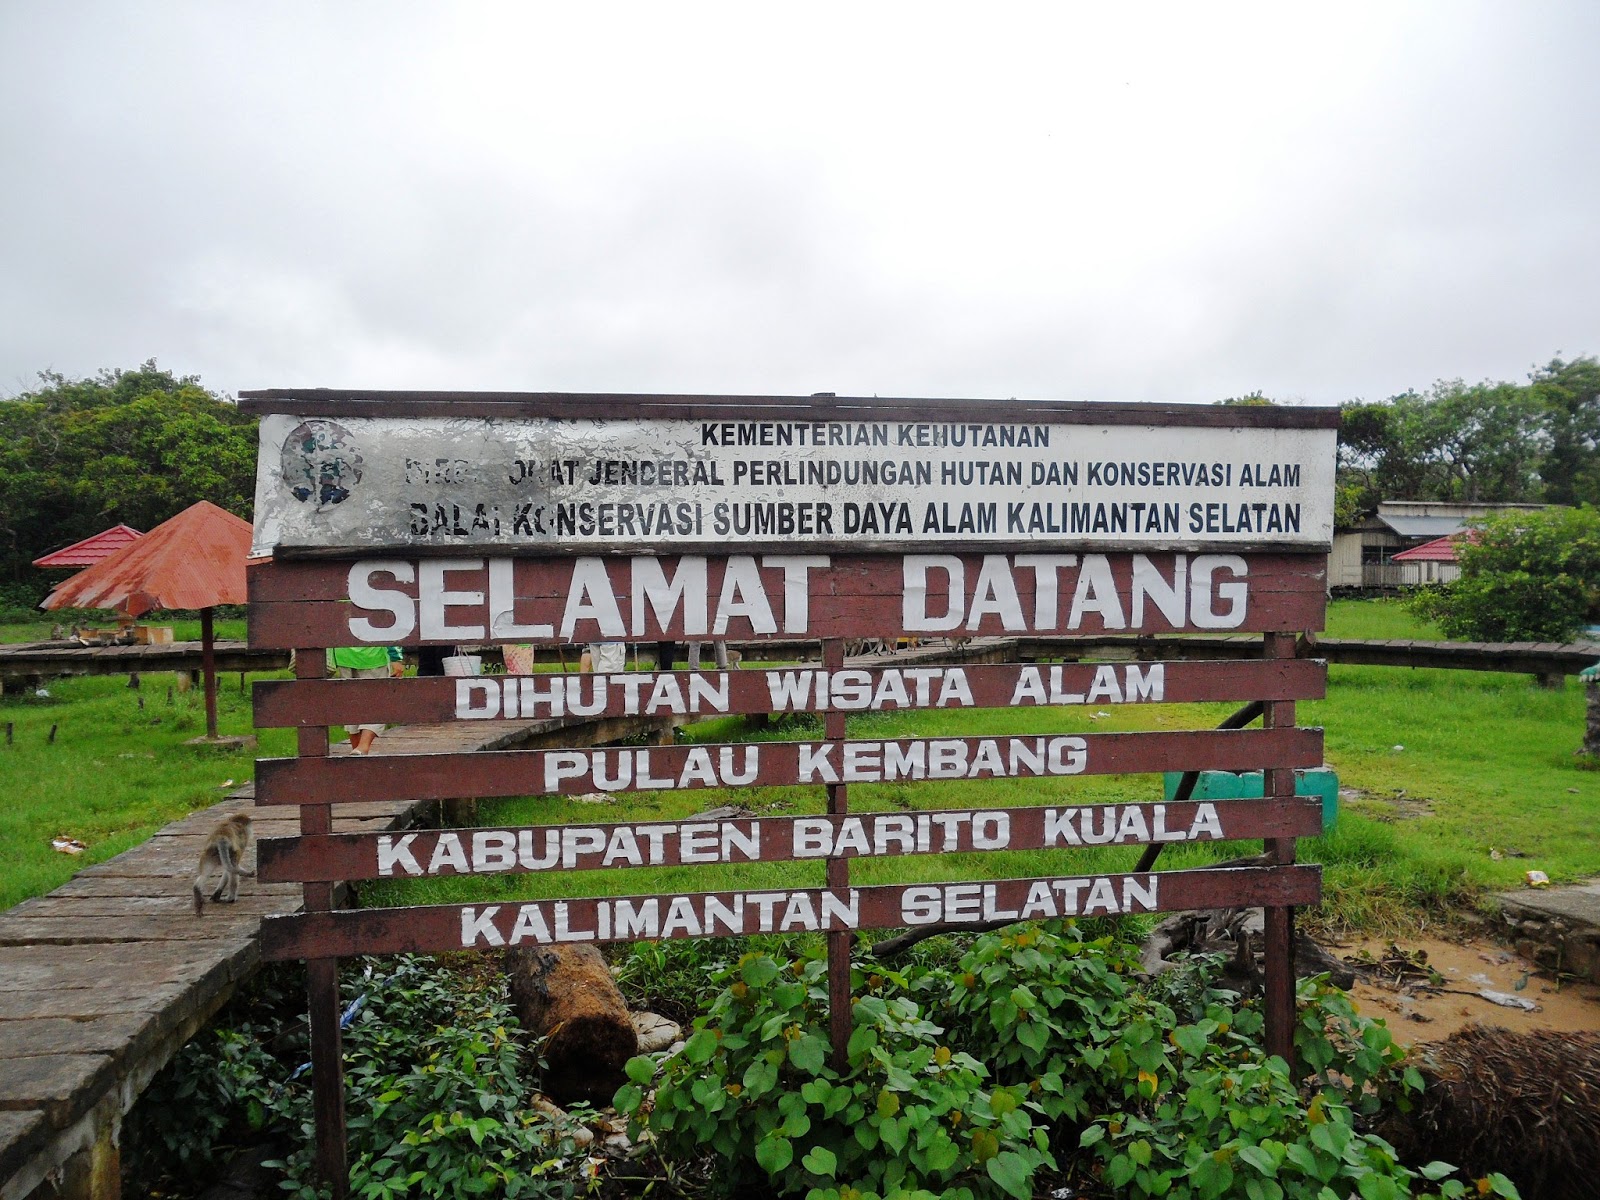 KEMENTERIAN KEHUTANAN
JENDERAL PERLINDUNGAN HUTAN DAN KONSERVASI ALAM
BALAI KONSERVASI SUMBER DAYA ALAM KALIMANTAN SELATAN
SELAMAT DATANG
DIHUTAN WISATA ALAM
PULAU KEMBANG
KABUPATEN BARITO KUALA
KALIMANTAN SELATAN